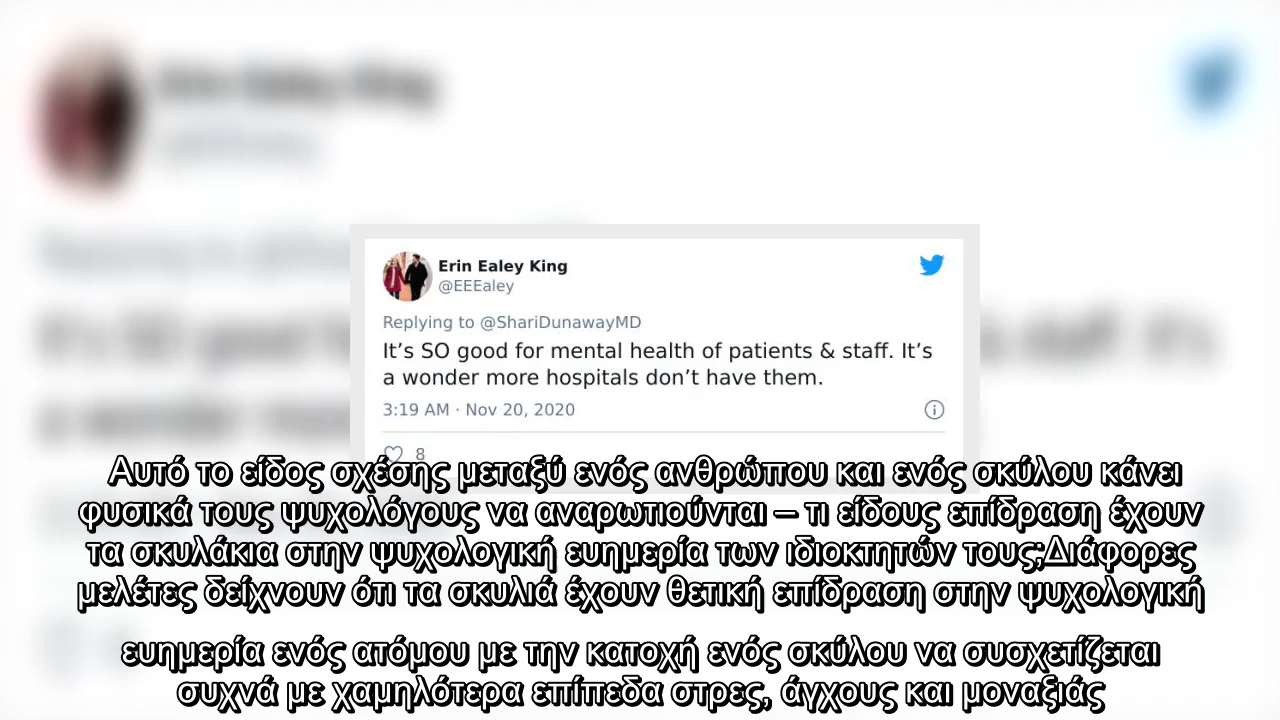 Erin Ealey King
@EEEaley
Replying to @ShariDunawayMD
It’s SO good for mental health of patients & staff. It’s
a wonder more hospitals don’t have them.
3:19 AM · Nov 20, 2020
8
Αυτό το είδος σχέσης μεταξύ ενός ανθρώπου και ενός σκύλου κάνει
φυσικά τους ψυχολόγους να αναρωτιούνται – τι είδους επίδραση έχουν
τα σκυλάκια στην ψυχολογική ευημερία των ιδιοκτητών τους;Διάφορες
μελέτες δείχνουν ότι τα σκυλιά έχουν θετική επίδραση στην ψυχολογική
ευημερία ενός ατόμου με την κατοχή ενός σκύλου να συσχετίζεται
συχνά με χαμηλότερα επίπεδα στρες, άγχους και μοναξιάς